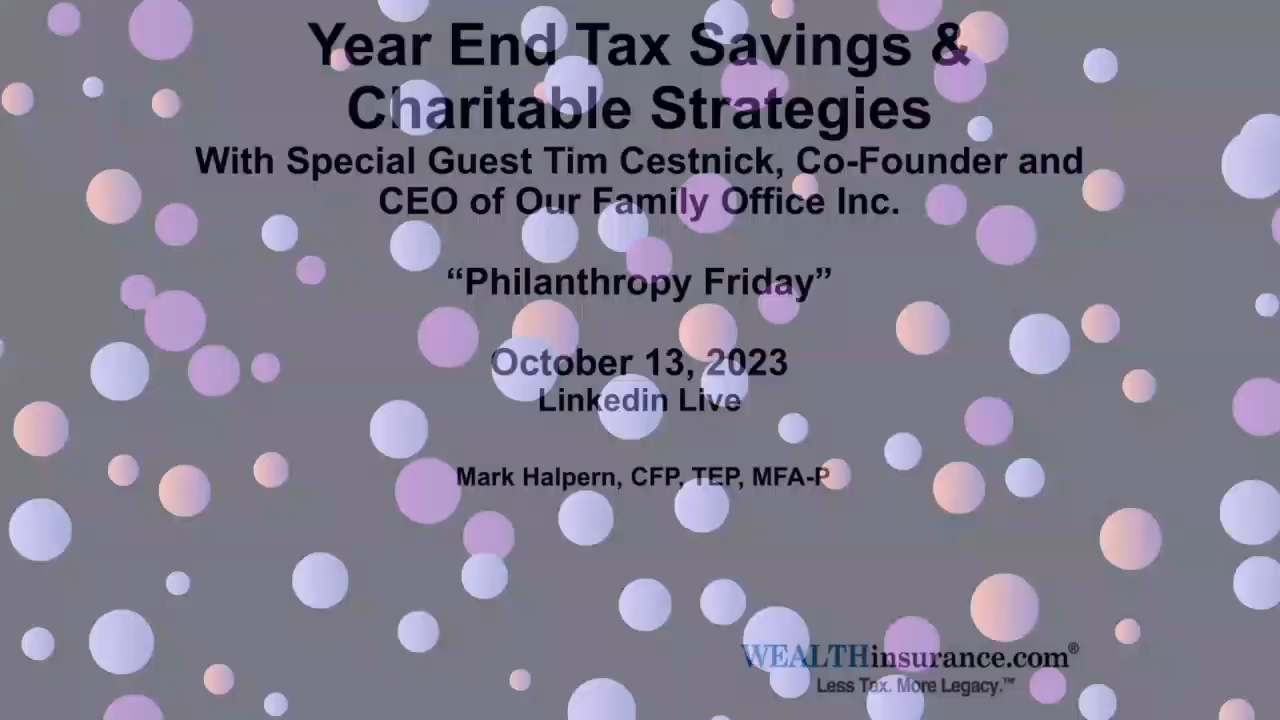 Year End Tax Savings &
Charitable Strategies
With Special Guest Tim Cestnick, Co-Founder and
CEO of Our Family Office Inc.
“Philanthropy Friday”
October 13, 2023
Linkedin Live
Mark Halpern, CFP, TEP, MFA-P
WEALTHinsurance.com®
Less Tax. More Legacy.™